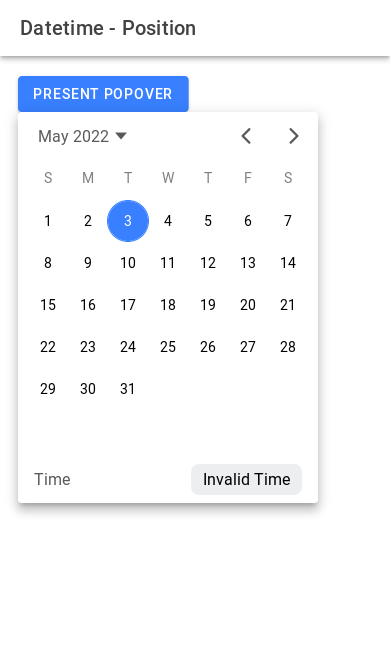 Datetime - Position
PRESENT POPOVER
May 2022
S M T W T F S
1 2 3 4 5 6 7
8 9 10 11 12 13 14
15 16 17 18 19 20 21
22 23 24 25 26 27 28
29 30 31
Time Invalid Time